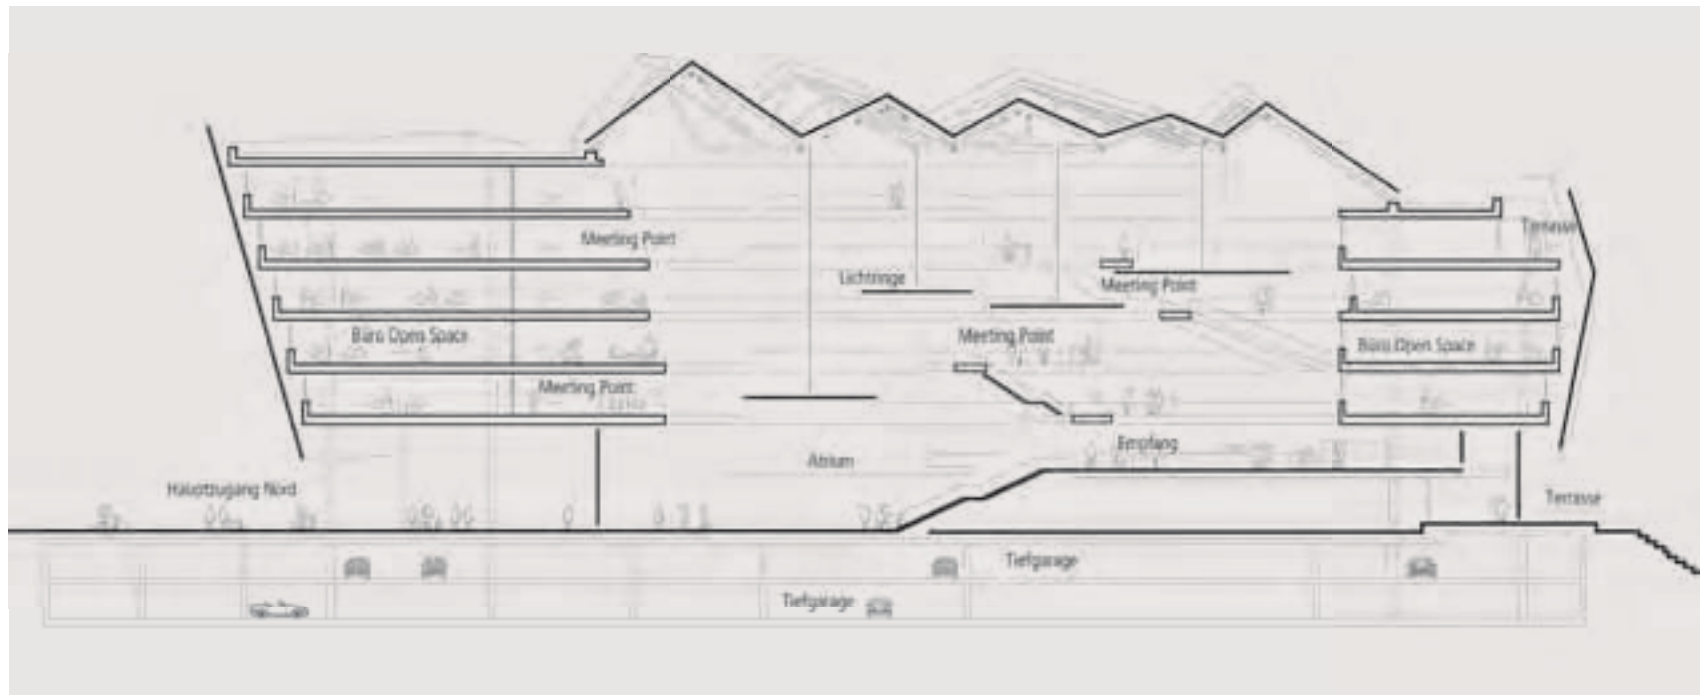 Terrasse
Meeting Point
Lichtringe
Meeting Point
Büro Open Space
Meeting Point
Büro Open Space
Meeting Point
Empfang
Atrium
Hauptzugang Nord
Terrasse
Tiefgarage
Tiefgarage